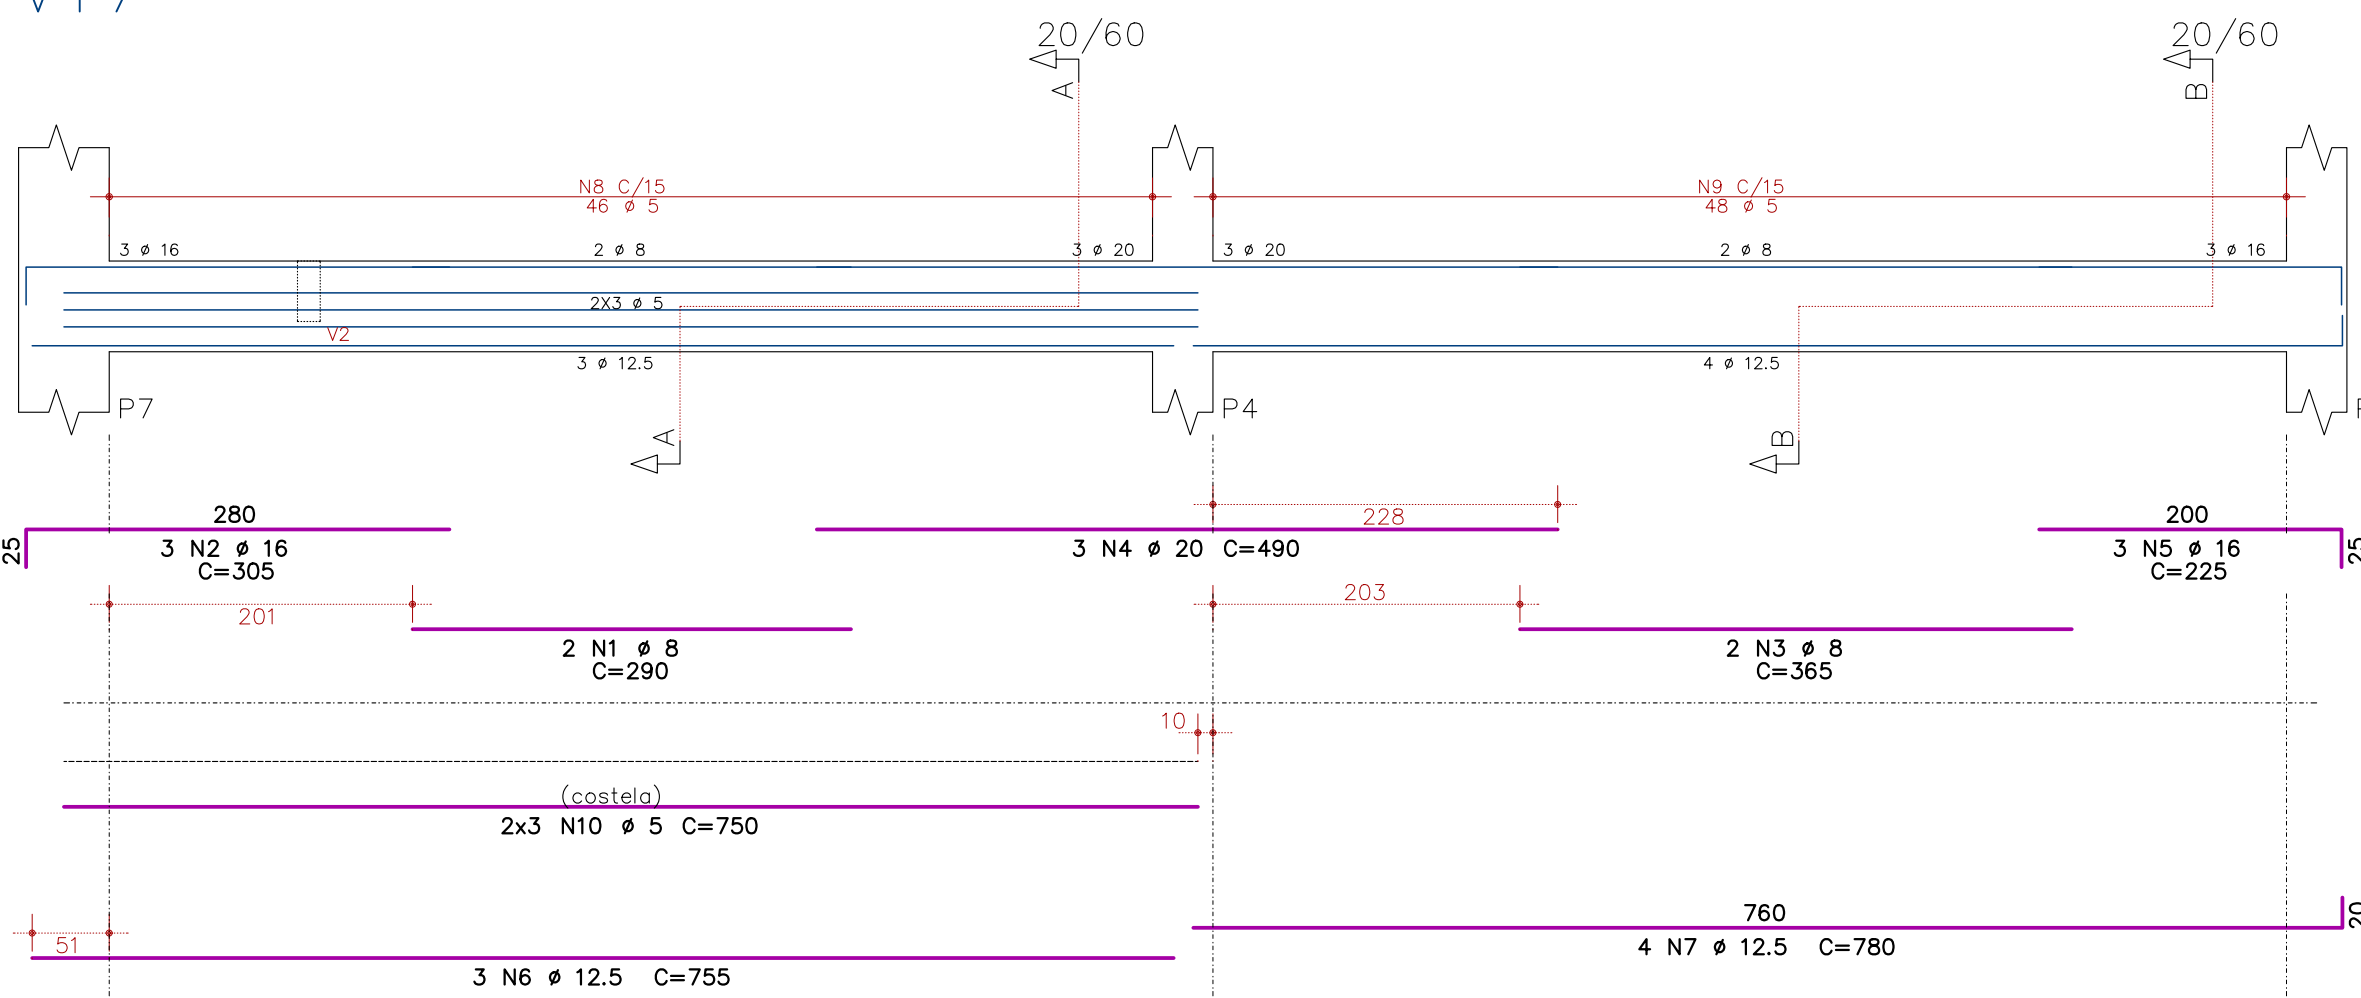 20/60
20/60
A
B
N8 C/15
46 ø 5
N9 C/15
48 ø 5
3 ø 16
2 ø 8
3 ø 20
3 ø 20
2 ø 8
3 ø 16
2X3 ø 5
V2
3 ø 12.5
4 ø 12.5
P7
P4
A
B
280
25
3 N2 ø 16
C=305
228
3 N4 ø 20 C=490
200
25
3 N5 ø 16
C=225
201
203
2 N1 ø 8
C=290
2 N3 ø 8
C=365
10
(costela)
2x3 N10 ø 5 C=750
760
20
4 N7 ø 12.5 C=780
51
3 N6 ø 12.5 C=755